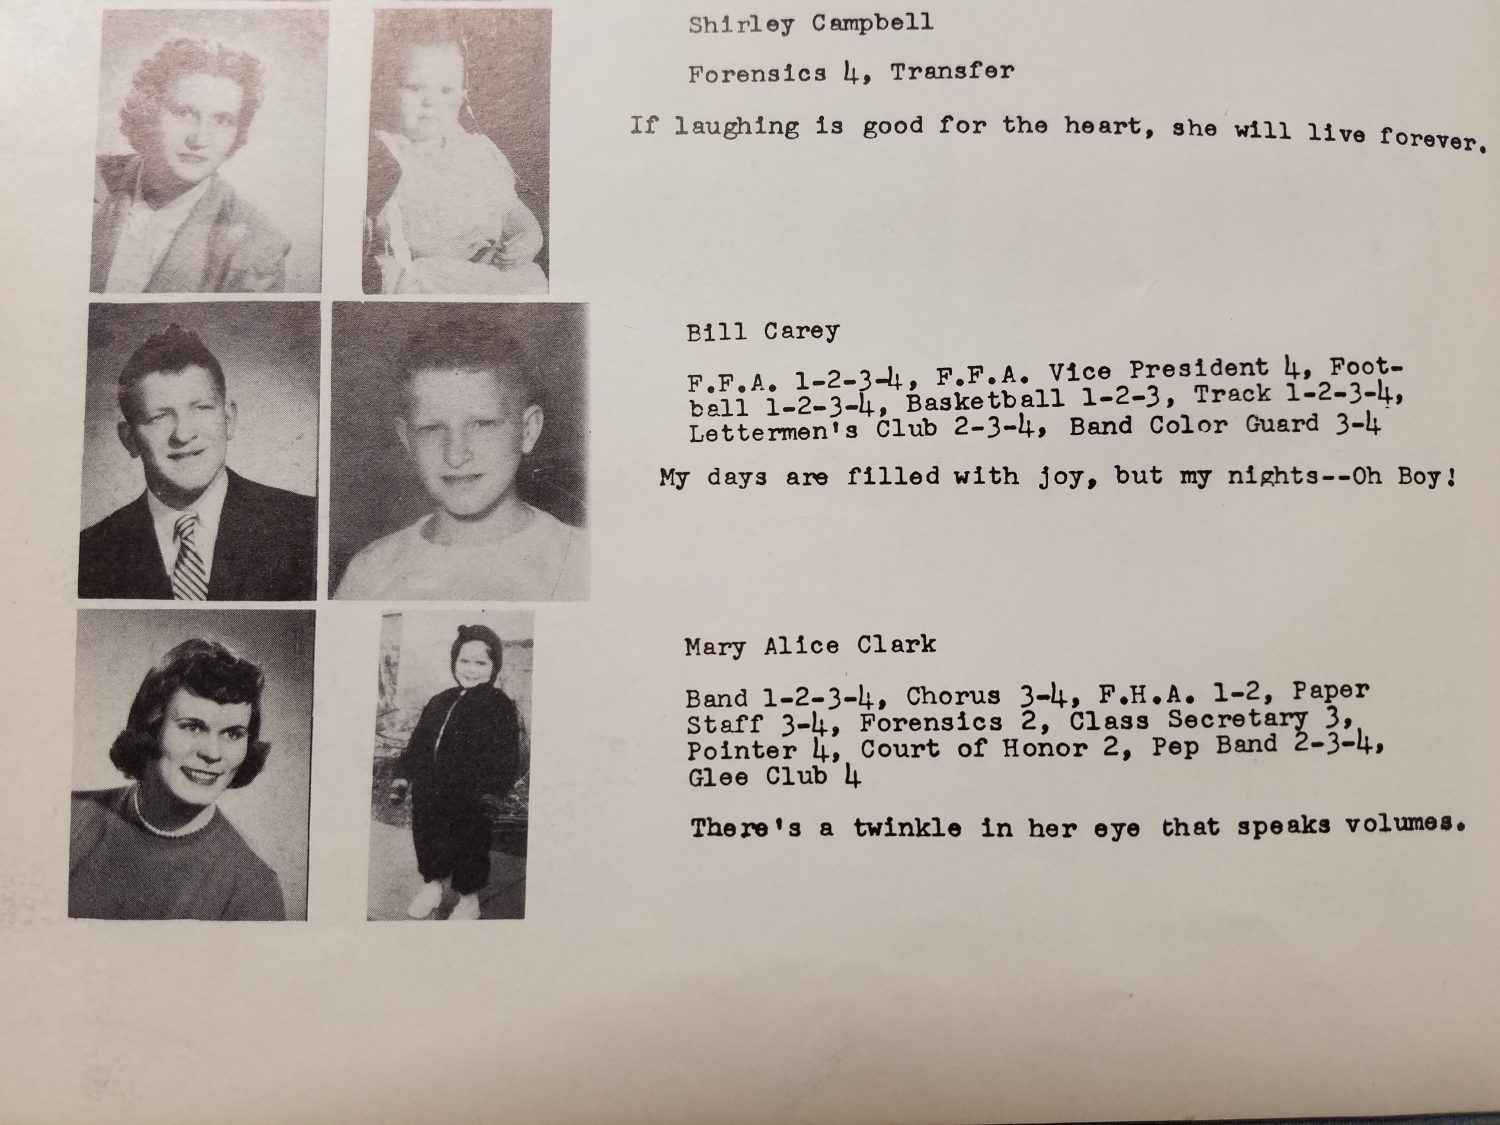 Shirley Campbell
Forensics 4, Transfer
If laughing is good for the heart, she will live forever.
Bill Carey
F.F.A. 1-2-3-4, F.F.A. Vice President 4, Foot-
ball 1-2-3-4, Basketball 1-2-3, Track 1-2-3-4,
Lettermen's Club 2-3-4, Band Color Guard 3-4
My days are filled with joy, but my nights--Oh Boy!
Mary Alice Clark
Band 1-2-3-4, Chorus 3-4, F.H.A. 1-2, Paper
Staff 3-4, Forensics 2, Class Secretary 3,
Pointer 4, Court of Honor 2, Pep Band 2-3-4,
Glee Club 4
There's a twinkle in her eye that speaks volumes.